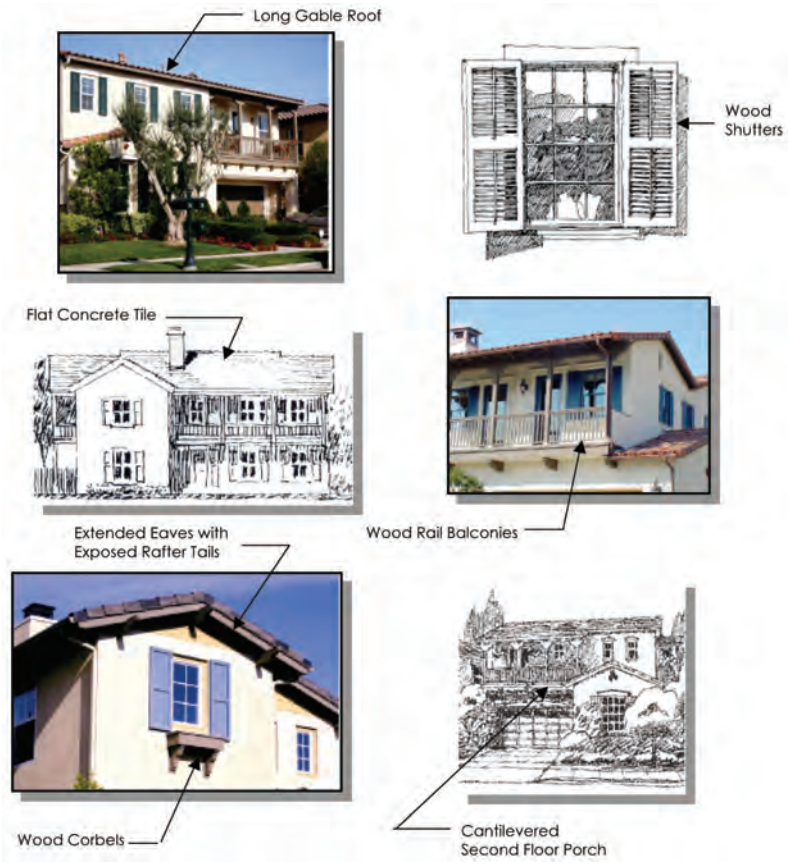 Long Gable Roof
Wood
Shutters
Flat Concrete Tile
Wood Rail Balconies
Extended Eaves with
Exposed Rafter Tails
Wood Corbels
Cantilevered
Second Floor Porch